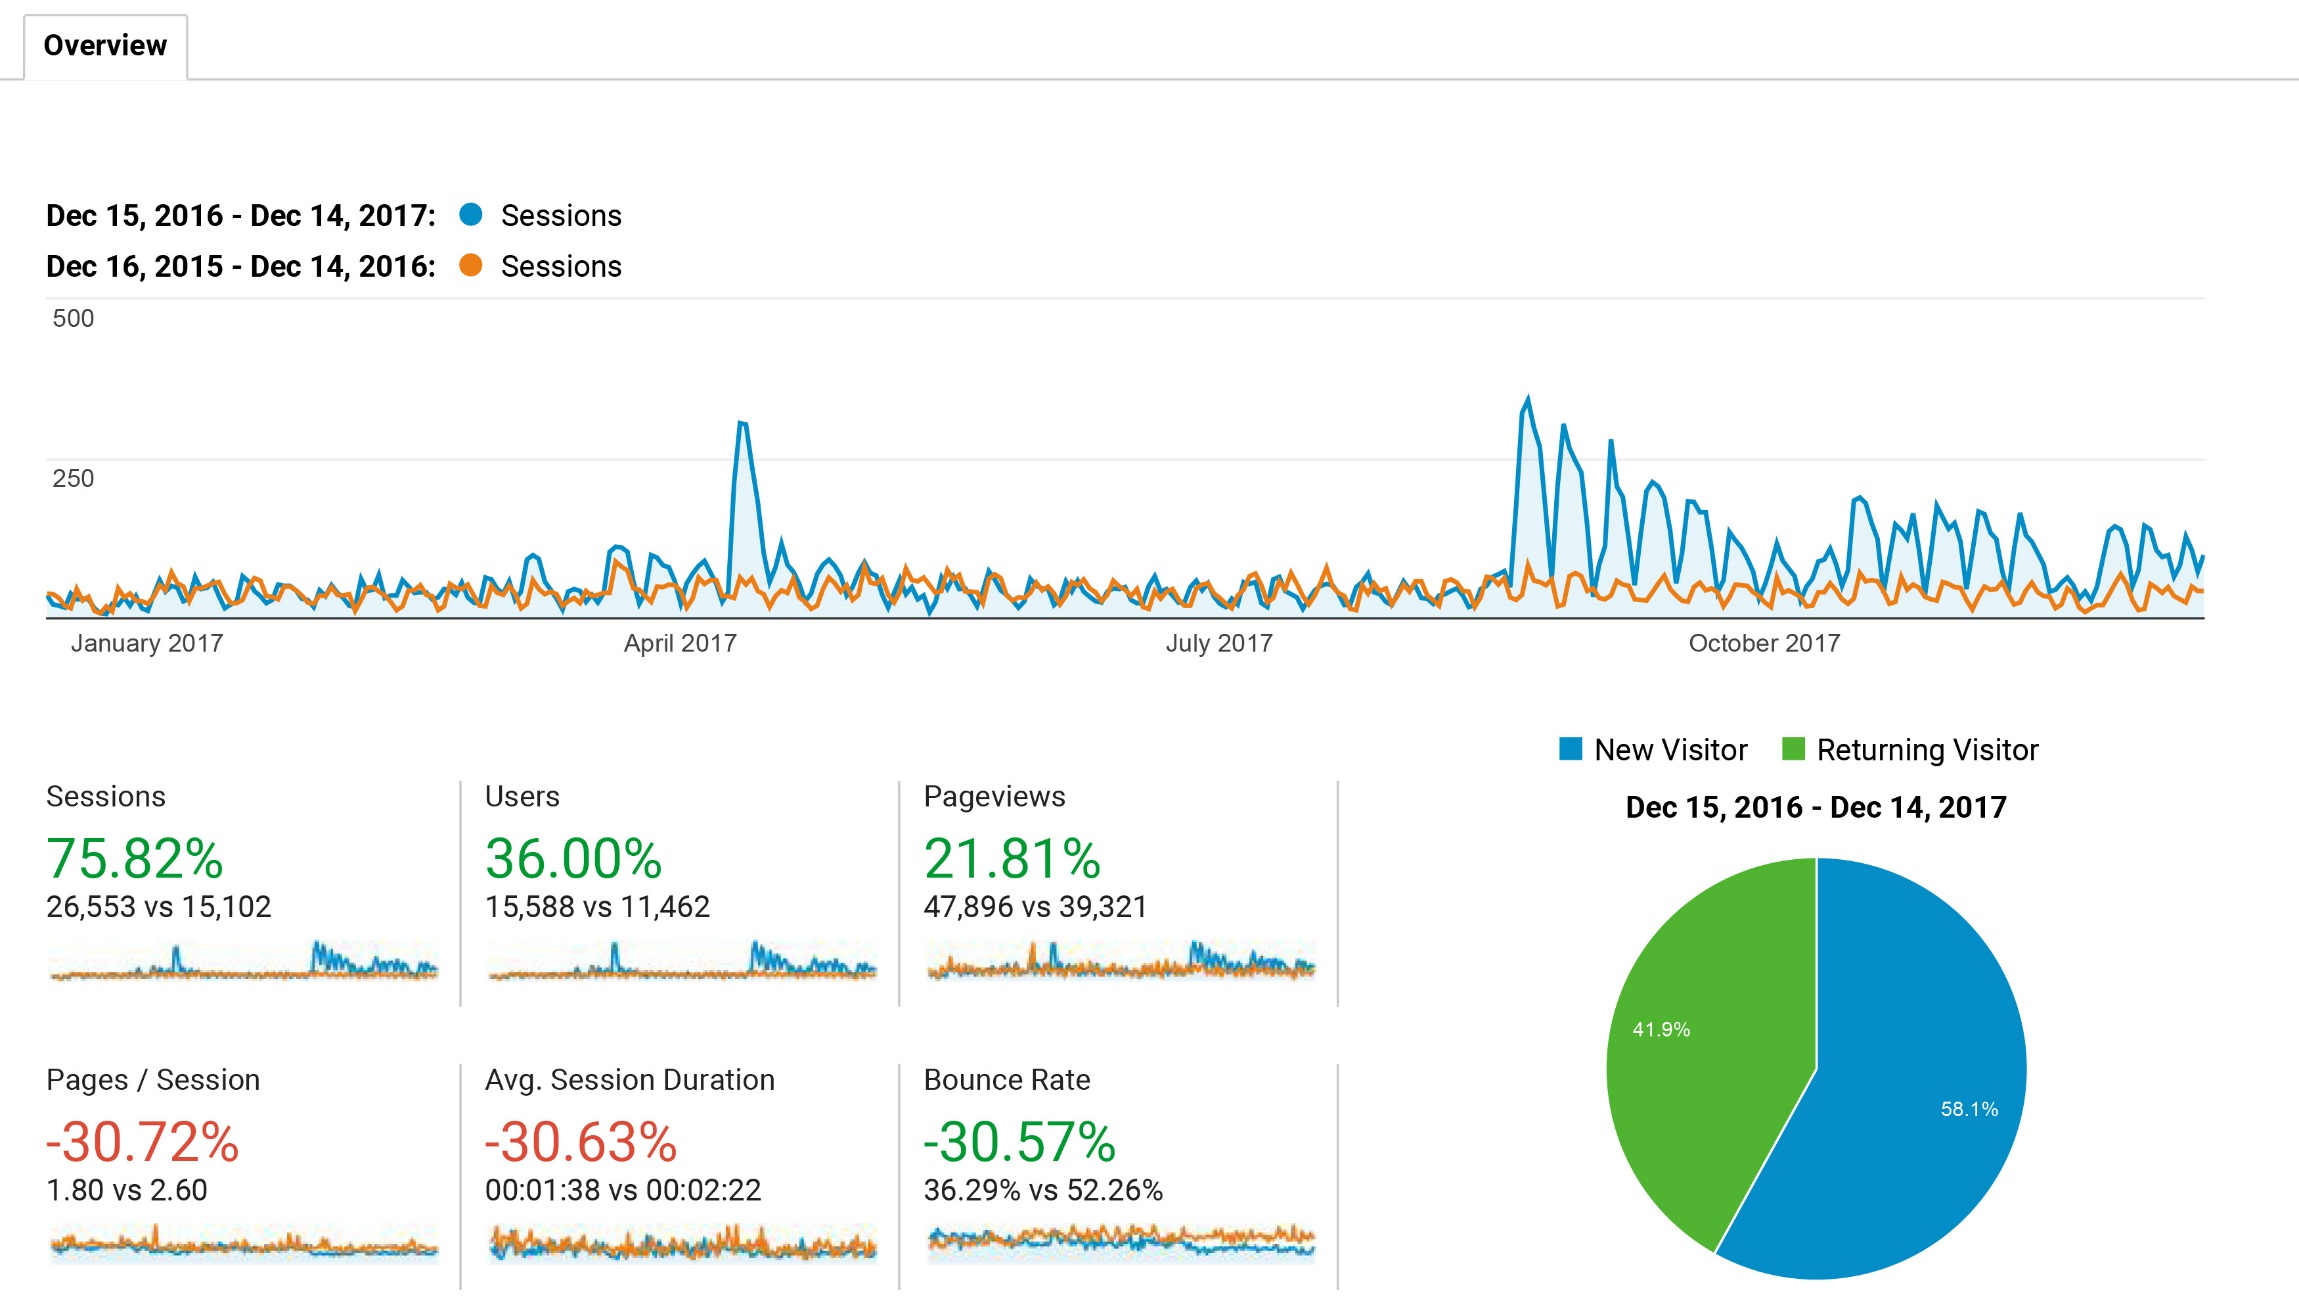 Overview
Dec 15, 2016 - Dec 14, 2017: Sessions
Dec 16, 2015 - Dec 14, 2016: Sessions
500
250
January 2017 April 2017 July 2017 October 2017
New Visitor Returning Visitor
Dec 15, 2016 - Dec 14, 2017
41.9%
58.1%
Sessions
75.82%
26,553 vs 15,102
Users
36.00%
15,588 vs 11,462
Pageviews
21.81%
47,896 vs 39,321
Pages / Session
-30.72%
1.80 vs 2.60
Avg. Session Duration
-30.63%
00:01:38 vs 00:02:22
Bounce Rate
-30.57%
36.29% vs 52.26%